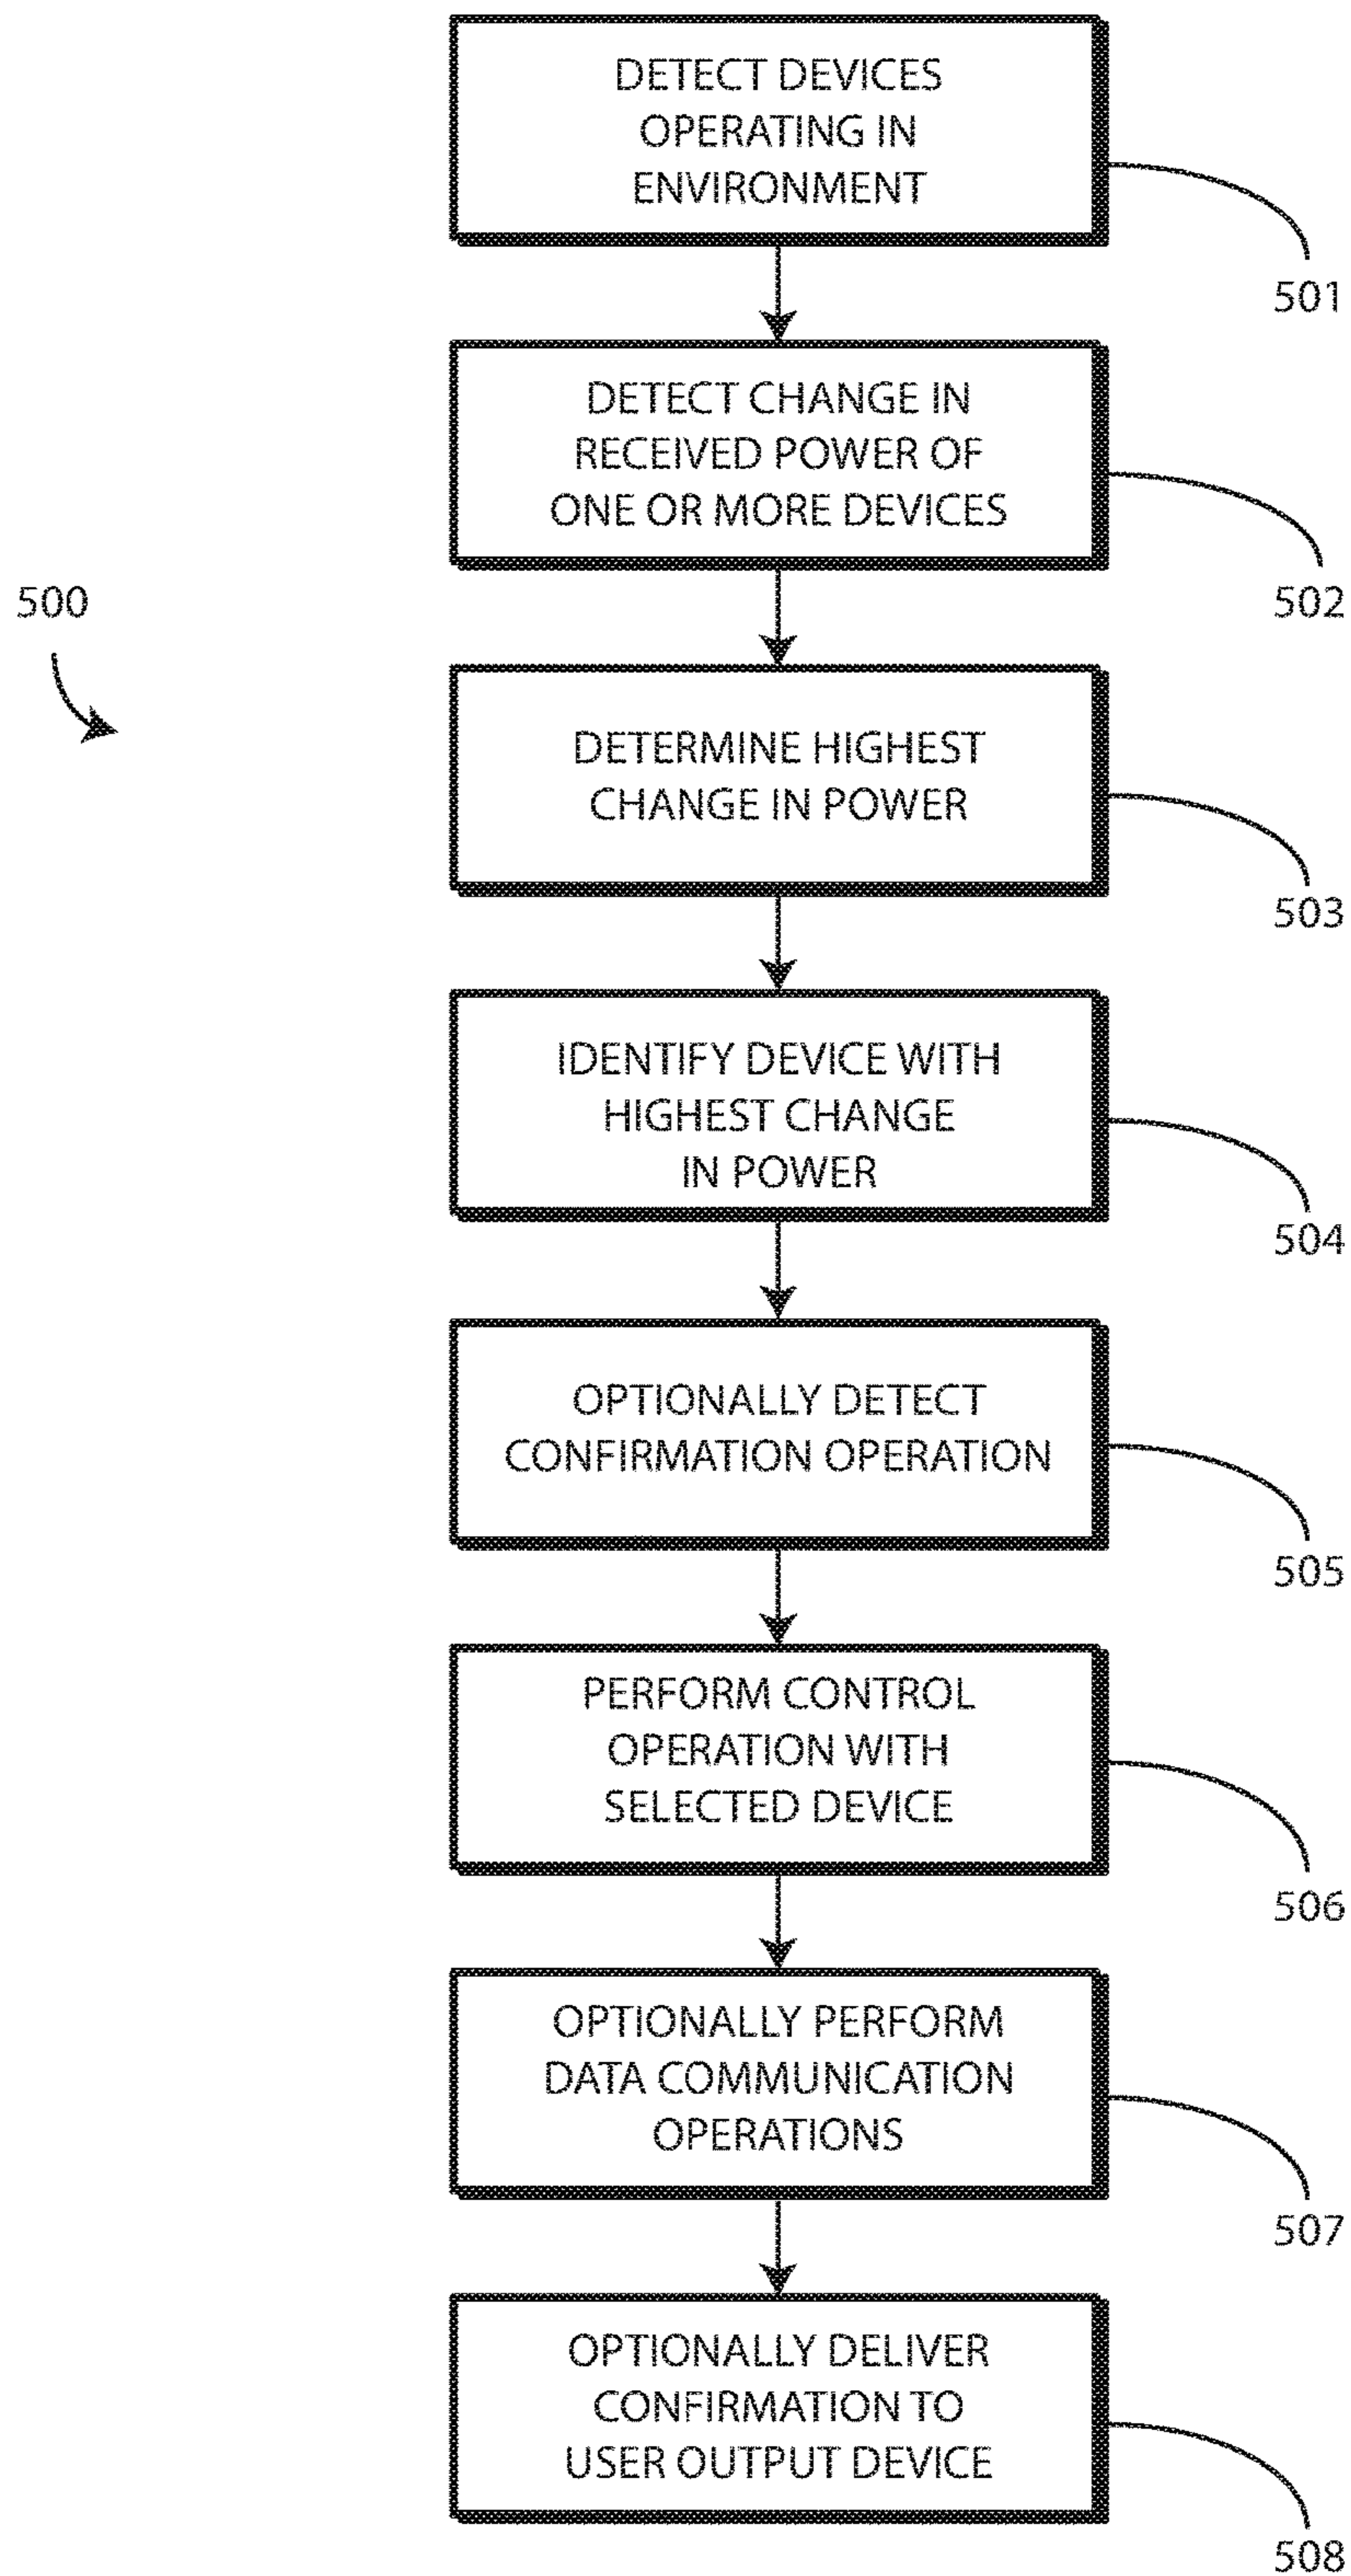 DETECT DEVICES
OPERATING IN
ENVIRONMENT
501
DETECT CHANGE IN
RECEIVED POWER OF
ONE OR MORE DEVICES
502
500
DETERMINE HIGHEST
CHANGE IN POWER
503
IDENTIFY DEVICE WITH
HIGHEST CHANGE
IN POWER
504
OPTIONALLY DETECT
CONFIRMATION OPERATION
505
PERFORM CONTROL
OPERATION WITH
SELECTED DEVICE
506
OPTIONALLY PERFORM
DATA COMMUNICATION
OPERATIONS
507
OPTIONALLY DELIVER
CONFIRMATION TO
USER OUTPUT DEVICE
508